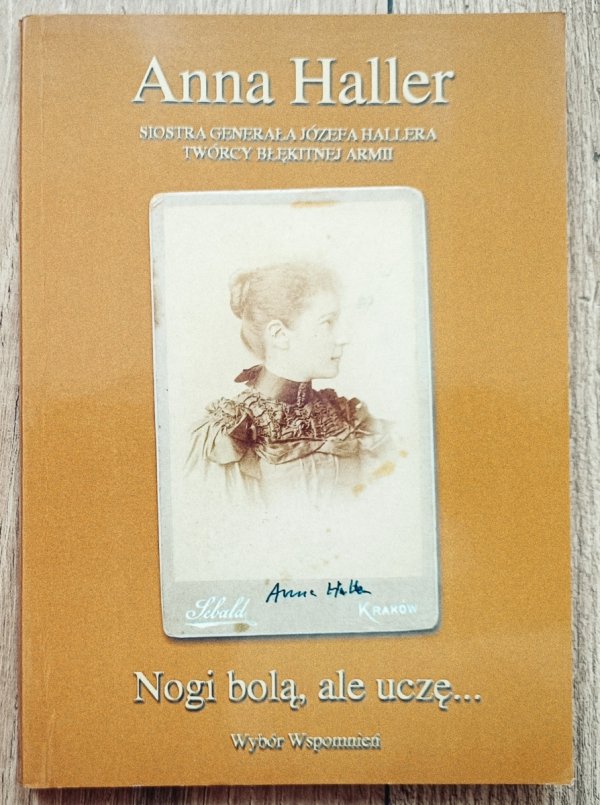 Anna Haller
SIOSTRA GENERAŁA JÓZEFA HALLERA
TWÓRCY BŁĘKITNEJ ARMII
Anna Haller
Sebald
KRAKÓW
Nogi bolą, ale uczę...
Wybór Wspomnień